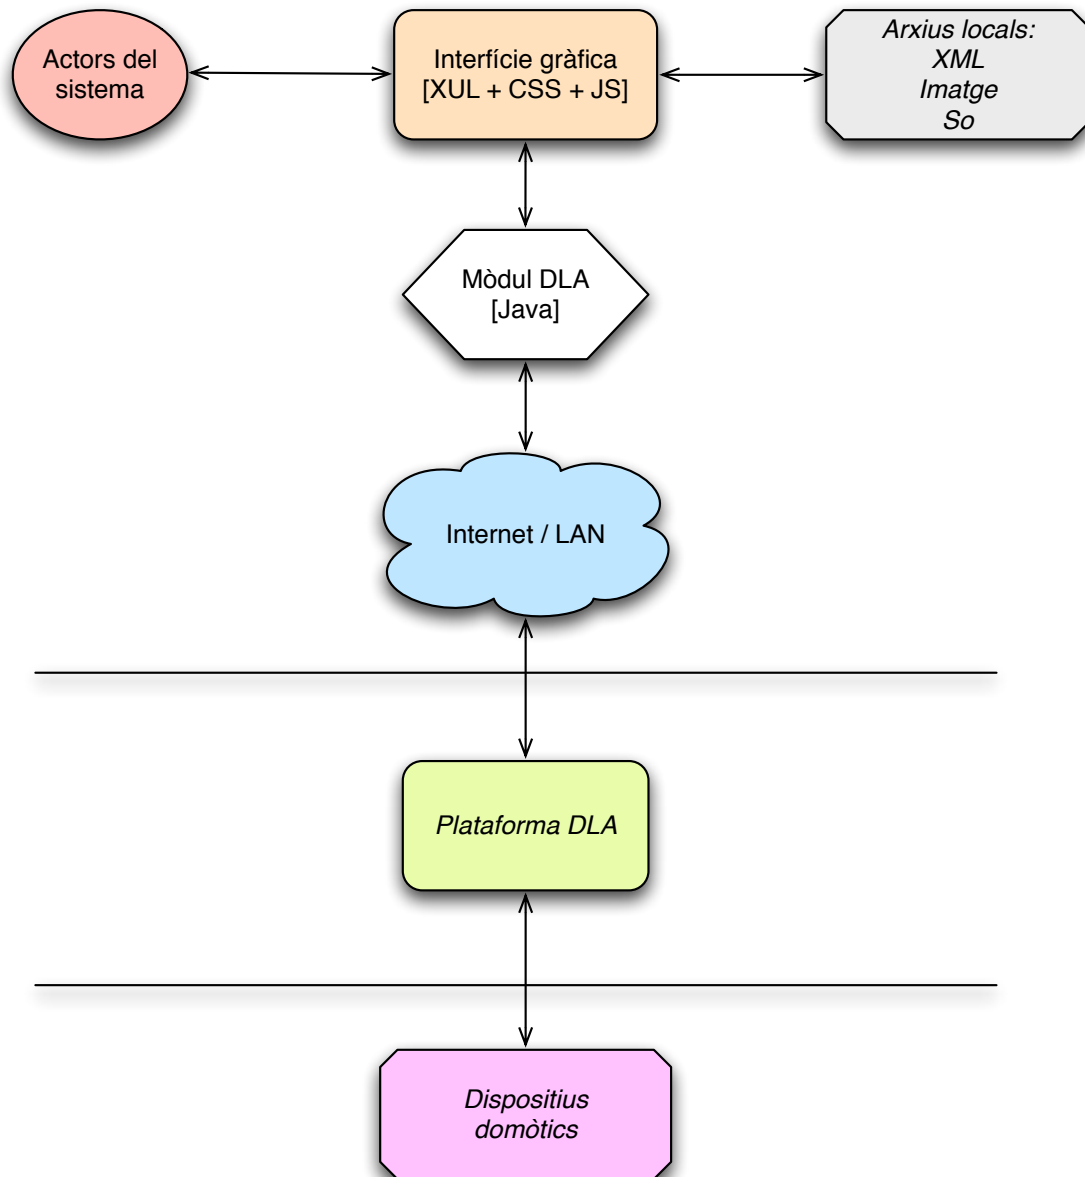 Actors del
sistema
Interfície gràfica
[XUL + CSS + JS]
Arxius locals:
XML
Imatge
So
Mòdul DLA
[Java]
Internet / LAN
Plataforma DLA
Dispositius
domòtics